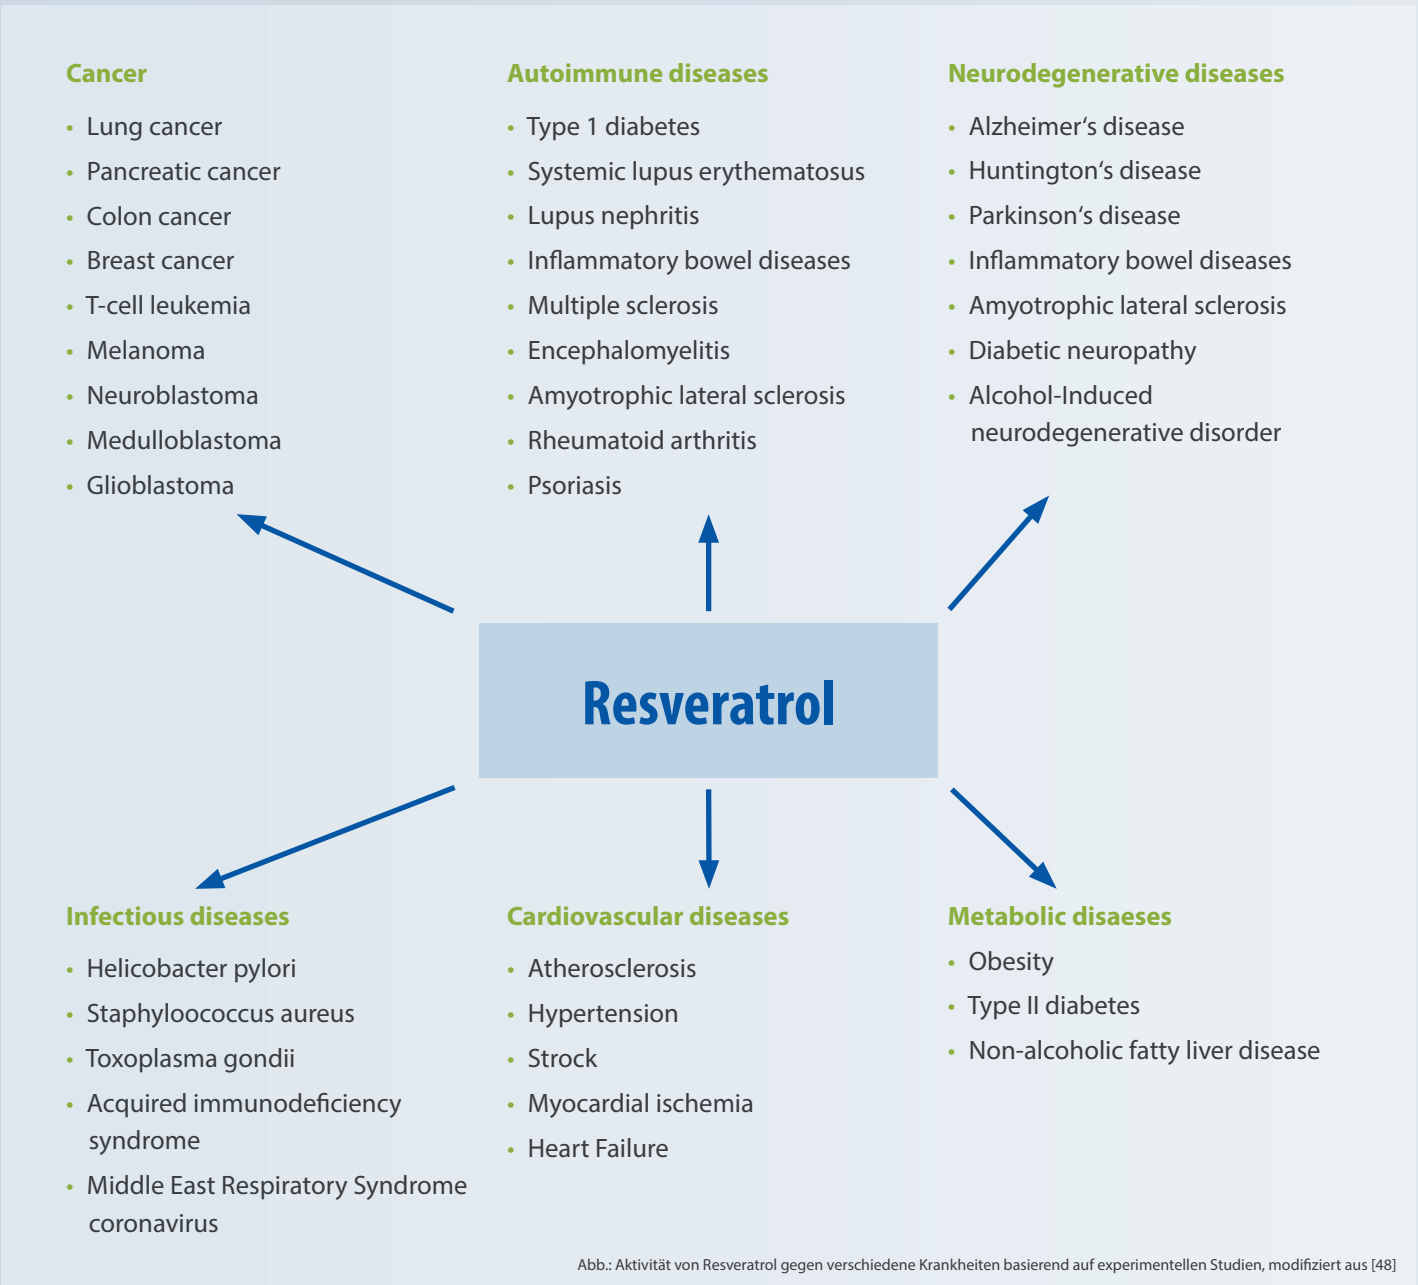 Cancer
• Lung cancer
• Pancreatic cancer
• Colon cancer
• Breast cancer
• T-cell leukemia
• Melanoma
• Neuroblastoma
• Medulloblastoma
• Glioblastoma
Autoimmune diseases
• Type 1 diabetes
• Systemic lupus erythematosus
• Lupus nephritis
• Inflammatory bowel diseases
• Multiple sclerosis
• Encephalomyelitis
• Amyotrophic lateral sclerosis
• Rheumatoid arthritis
• Psoriasis
Neurodegenerative diseases
• Alzheimer‘s disease
• Huntington‘s disease
• Parkinson‘s disease
• Inflammatory bowel diseases
• Amyotrophic lateral sclerosis
• Diabetic neuropathy
• Alcohol-Induced
neurodegenerative disorder
Resveratrol
Infectious diseases
• Helicobacter pylori
• Staphyloococcus aureus
• Toxoplasma gondii
• Acquired immunodeficiency
syndrome
• Middle East Respiratory Syndrome
coronavirus
Cardiovascular diseases
• Atherosclerosis
• Hypertension
• Strock
• Myocardial ischemia
• Heart Failure
Metabolic disaeses
• Obesity
• Type II diabetes
• Non-alcoholic fatty liver disease
Abb.: Aktivität von Resveratrol gegen verschiedene Krankheiten basierend auf experimentellen Studien, modifiziert aus [48]